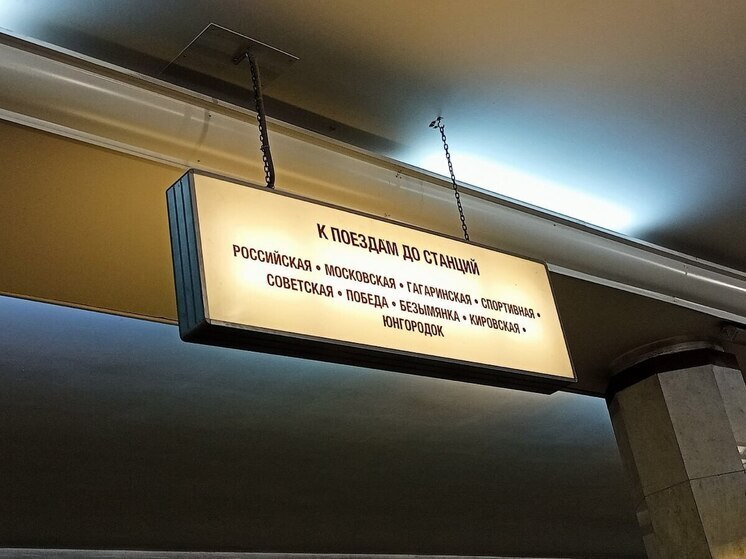 К ПОЕЗДАМ ДО СТАНЦИЙ
РОССИЙСКАЯ • МОСКОВСКАЯ • ГАГАРИНСКАЯ • СПОРТИВНАЯ •
СОВЕТСКАЯ • ПОБЕДА • БЕЗЫМЯНКА • КИРОВСКАЯ •
ЮНГОРОДОК